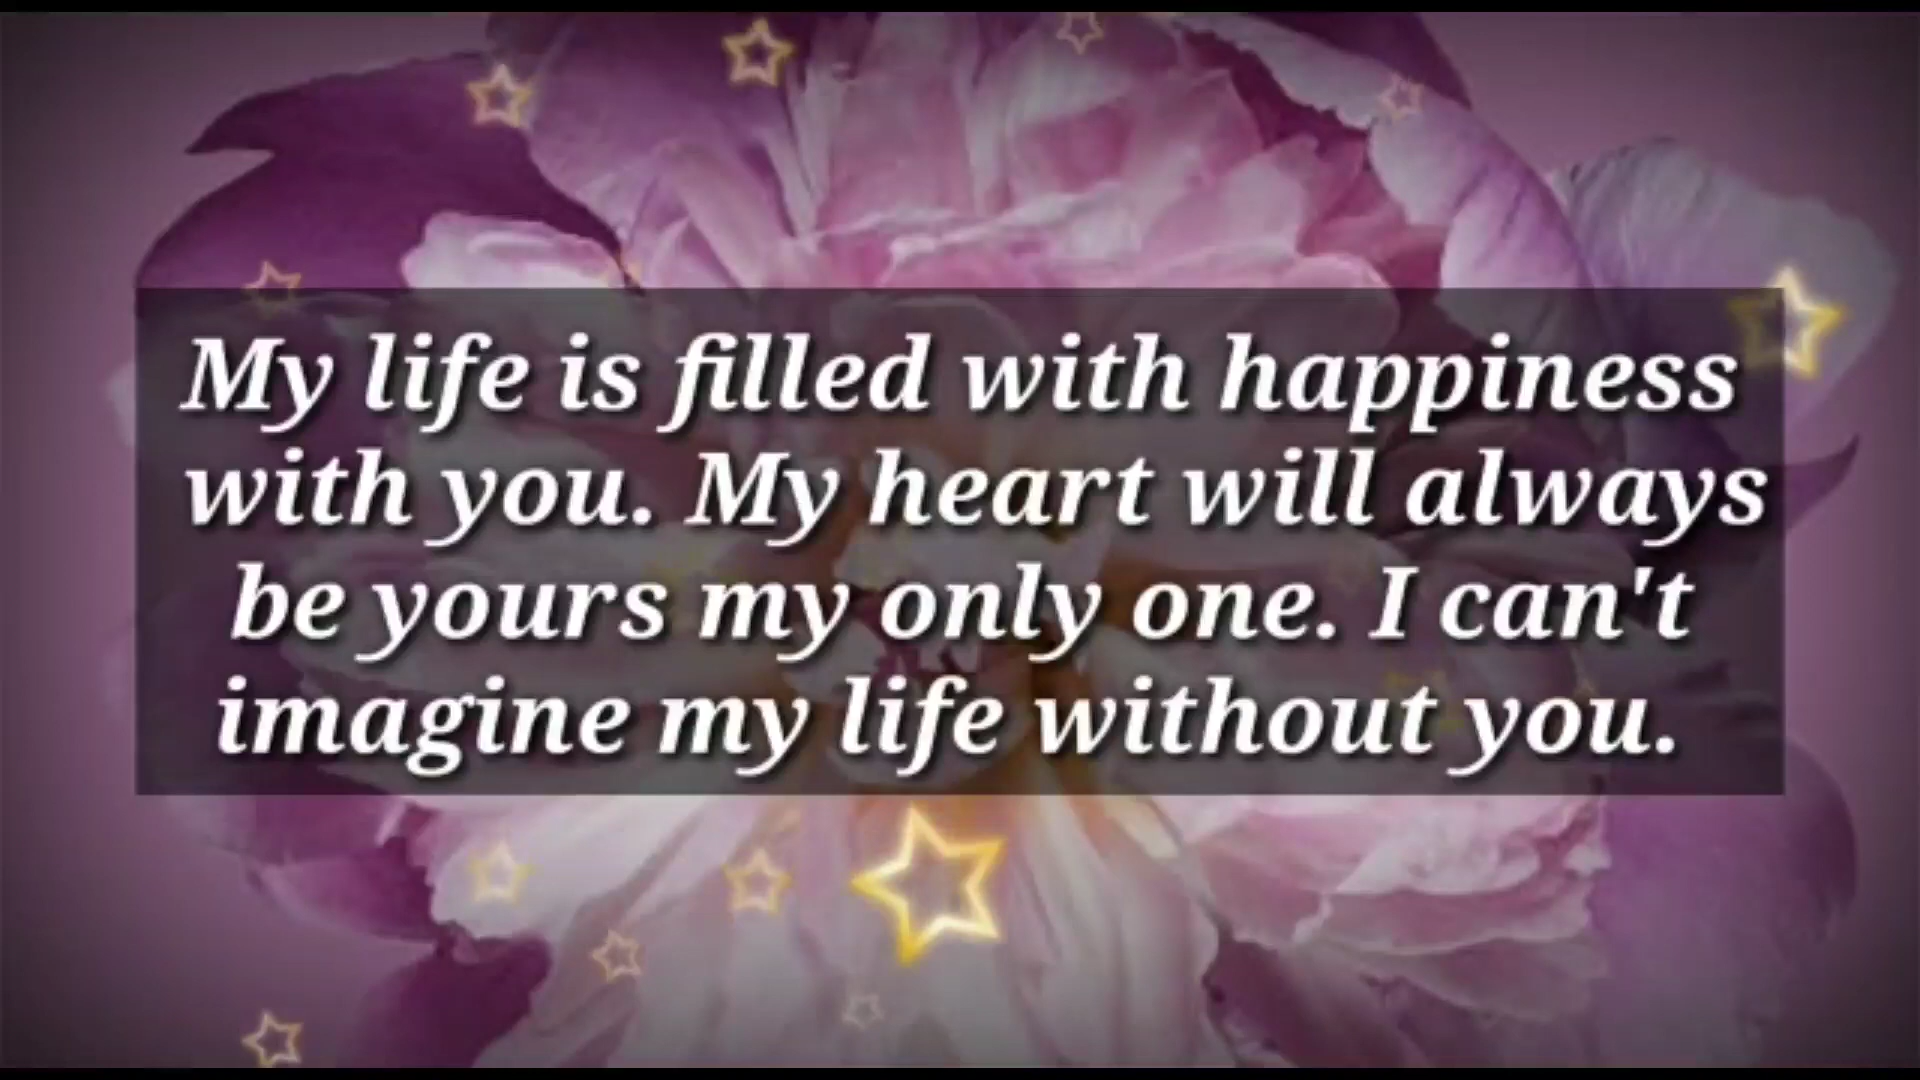 My life is filled with happiness
with you. My heart will always
be yours my only one. I can't
imagine my life without you.